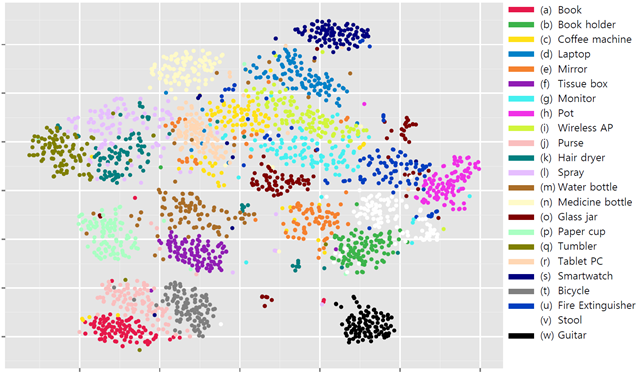 (a) Book
(b) Book holder
(c) Coffee machine
(d) Laptop
(e) Mirror
(f) Tissue box
(g) Monitor
(h) Pot
(i) Wireless AP
(j) Purse
(k) Hair dryer
(l) Spray
(m) Water bottle
(n) Medicine bottle
(o) Glass jar
(p) Paper cup
(q) Tumbler
(r) Tablet PC
(s) Smartwatch
(t) Bicycle
(u) Fire Extinguisher
(v) Stool
(w) Guitar